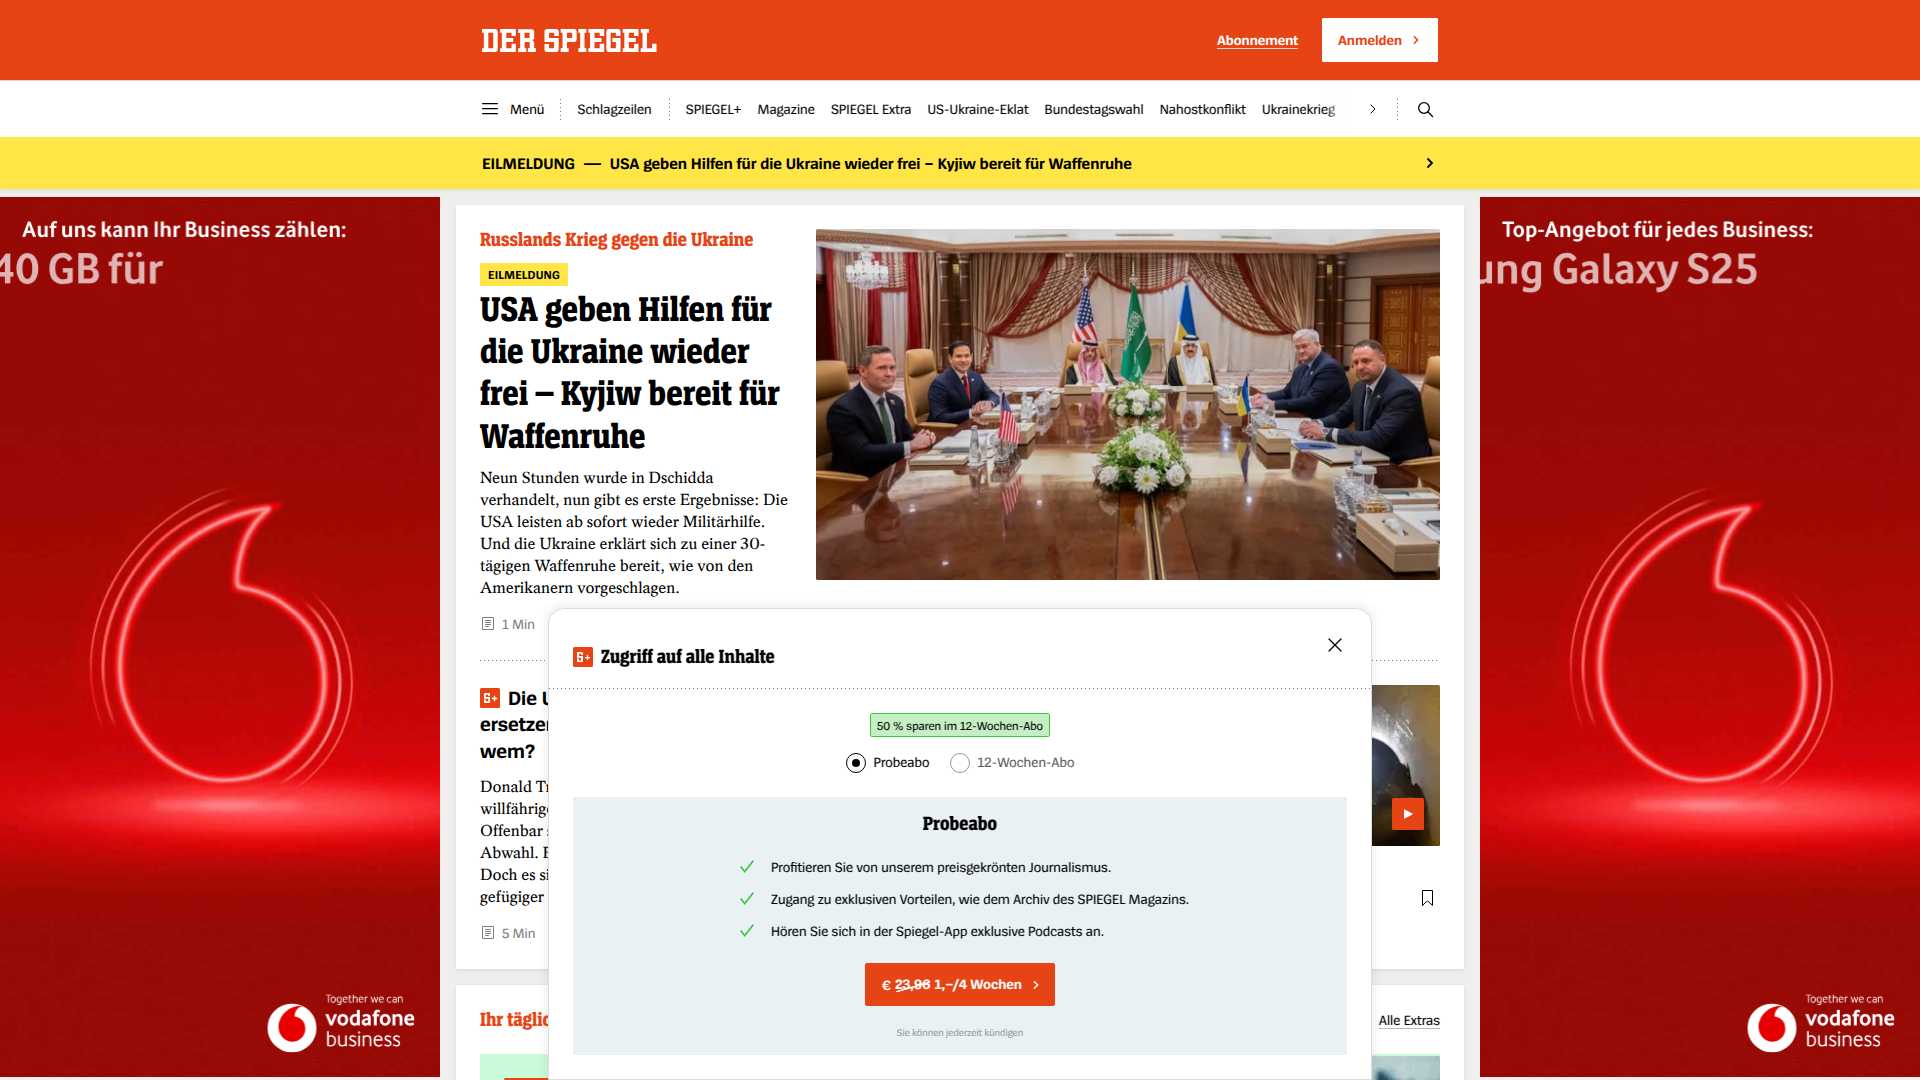 DER SPIEGEL
Abonnement
Anmelden
Menü
Schlagzeilen
SPIEGEL+
Magazine
SPIEGEL Extra
US-Ukraine-Eklat
Bundestagswahl
Nahostkonflikt
Ukrainekrieg
EILMELDUNG — USA geben Hilfen für die Ukraine wieder frei – Kyjiw bereit für Waffenruhe
Auf uns kann Ihr Business zählen:
40 GB für
Together we can
vodafone
business
Russlands Krieg gegen die Ukraine
EILMELDUNG
USA geben Hilfen für
die Ukraine wieder
frei – Kyjiw bereit für
Waffenruhe
Neun Stunden wurde in Dschidda
verhandelt, nun gibt es erste Ergebnisse: Die
USA leisten ab sofort wieder Militärhilfe.
Und die Ukraine erklärt sich zu einer 30-
tägigen Waffenruhe bereit, wie von den
Amerikanern vorgeschlagen.
1 Min
Die
ersetze
wem?
Donald
willfährig
Offenbar
Abwahl.
Doch es si
gefügiger
5 Min
Ihr täglic
Alle Extras
Zugriff auf alle Inhalte
50 % sparen im 12-Wochen-Abo
Probeabo
12-Wochen-Abo
Probeabo
Profitieren Sie von unserem preisgekrönten Journalismus.
Zugang zu exklusiven Vorteilen, wie dem Archiv des SPIEGEL Magazins.
Hören Sie sich in der Spiegel-App exklusive Podcasts an.
€ 23,96 1,–/4 Wochen
Sie können jederzeit kündigen
Top-Angebot für jedes Business:
ung Galaxy S25
Together we can
vodafone
business